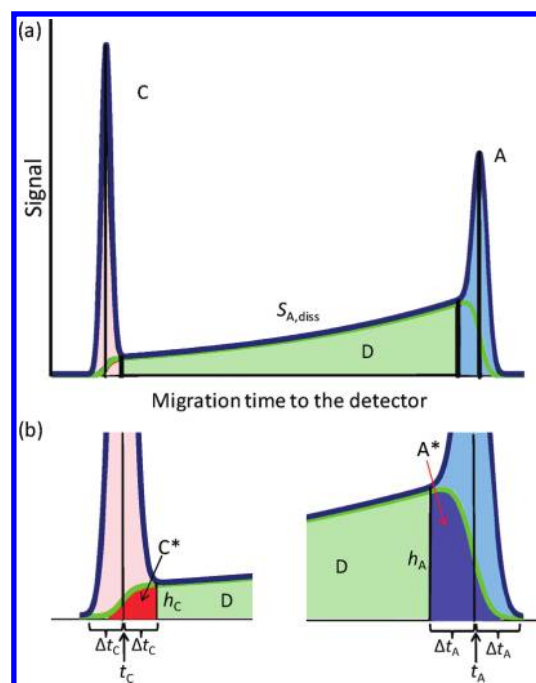 (a)
C
A
Signal
S_A,diss
D
Migration time to the detector
(b)
A*
C*
D
h_A
h_C
D
Δt_C Δt_C
Δt_A Δt_A
t_C
t_A